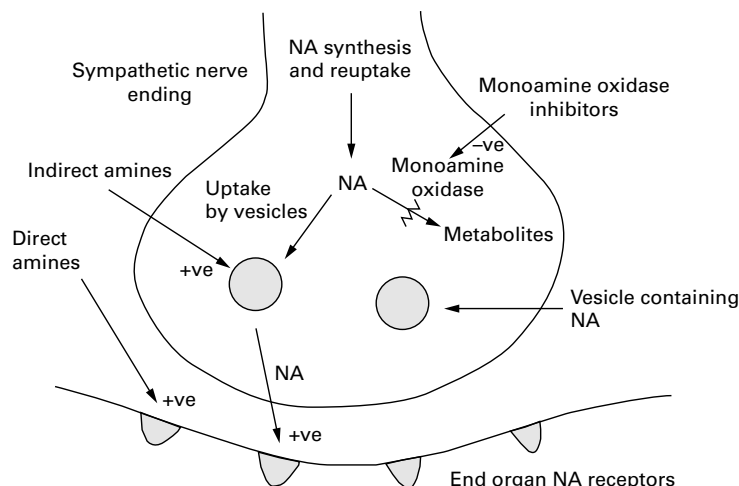 NA synthesis
and reuptake
Sympathetic nerve
ending
Monoamine oxidase
inhibitors
–ve
Monoamine
oxidase
Indirect amines
Uptake
by vesicles
NA
Metabolites
Direct
amines
+ve
Vesicle containing
NA
NA
+ve
+ve
End organ NA receptors